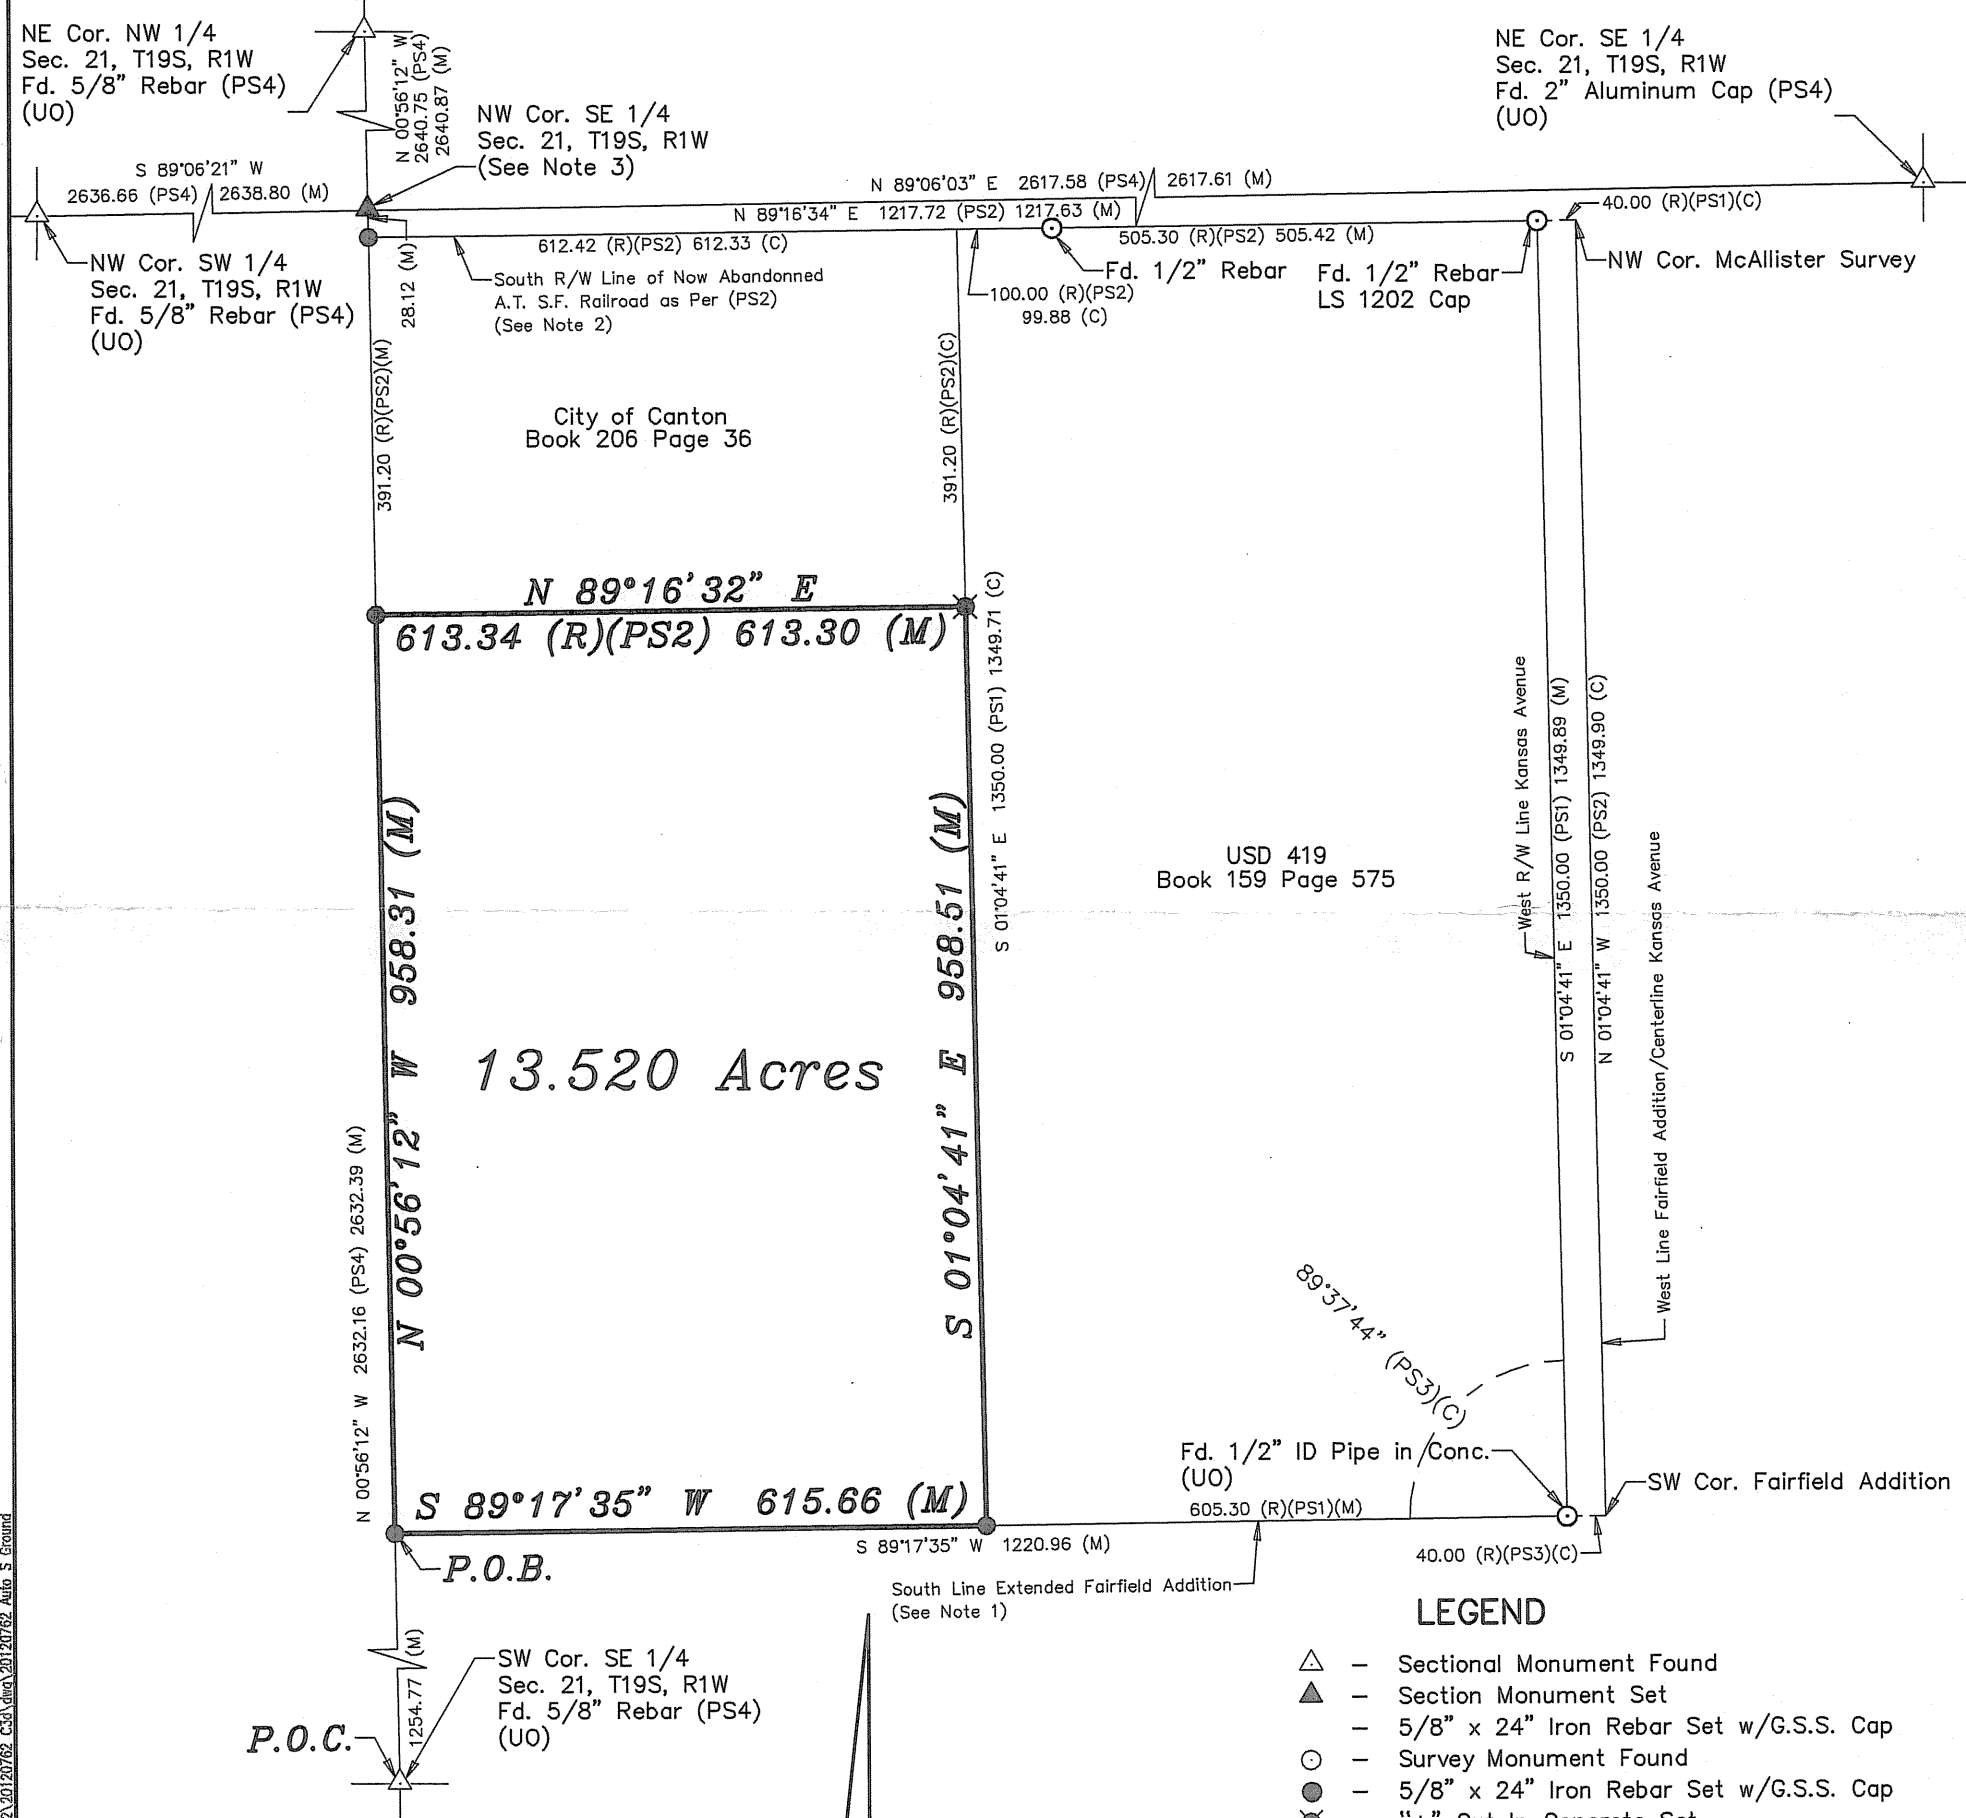 NE Cor. NW 1/4
Sec. 21, T19S, R1W
Fd. 5/8" Rebar (PS4)
(UO)
N 00°56'12" W
2640.75 (PS4)
2640.87 (M)
NW Cor. SE 1/4
Sec. 21, T19S, R1W
(See Note 3)
NE Cor. SE 1/4
Sec. 21, T19S, R1W
Fd. 2" Aluminum Cap (PS4)
(UO)
S 89°06'21" W
2636.66 (PS4) 2638.80 (M)
N 89°06'03" E 2617.58 (PS4) 2617.61 (M)
N 89°16'34" E 1217.72 (PS2) 1217.63 (M)
40.00 (R)(PS1)(C)
612.42 (R)(PS2) 612.33 (C)
505.30 (R)(PS2) 505.42 (M)
NW Cor. SW 1/4
Sec. 21, T19S, R1W
Fd. 5/8" Rebar (PS4)
(UO)
28.12 (M)
South R/W Line of Now Abandonned
A.T. S.F. Railroad as Per (PS2)
(See Note 2)
100.00 (R)(PS2)
99.88 (C)
Fd. 1/2" Rebar
Fd. 1/2" Rebar
LS 1202 Cap
NW Cor. McAllister Survey
391.20 (R)(PS2)(M)
City of Canton
Book 206 Page 36
391.20 (R)(PS2)(C)
N 89°16'32" E
613.34 (R)(PS2) 613.30 (M)
S 01°04'41" E 1350.00 (PS1) 1349.71 (C)
N 00°56'12" W 958.31 (M)
S 01°04'41" E 958.51 (M)
13.520 Acres
USD 419
Book 159 Page 575
West R/W Line Kansas Avenue
S 01°04'41" E 1350.00 (PS1) 1349.89 (M)
N 01°04'41" W 1350.00 (PS2) 1349.90 (C)
West Line Fairfield Addition/Centerline Kansas Avenue
N 00°56'12" W 2632.16 (PS4) 2632.39 (M)
89°37'44" (PS3)(C)
Fd. 1/2" ID Pipe in Conc.
(UO)
SW Cor. Fairfield Addition
S 89°17'35" W 615.66 (M)
605.30 (R)(PS1)(M)
S 89°17'35" W 1220.96 (M)
40.00 (R)(PS3)(C)
P.O.B.
South Line Extended Fairfield Addition
(See Note 1)
1254.77 (M)
SW Cor. SE 1/4
Sec. 21, T19S, R1W
Fd. 5/8" Rebar (PS4)
(UO)
P.O.C.
LEGEND
– Sectional Monument Found
– Section Monument Set
– 5/8" x 24" Iron Rebar Set w/G.S.S. Cap
– Survey Monument Found
– 5/8" x 24" Iron Rebar Set w/G.S.S. Cap
2\20120762 C3d\dwg\20120762 Auto S Ground